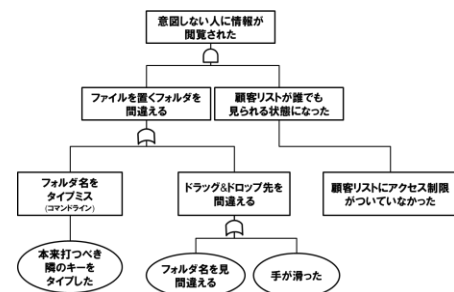 意図しない人に情報が
閲覧された
ファイルを置くフォルダを
間違える
顧客リストが誰でも
見られる状態になった
フォルダ名を
タイプミス
(コマンドライン)
ドラッグ&ドロップ先を
間違える
顧客リストにアクセス制限
がついていなかった
本来打つべき
隣のキーを
タイプした
フォルダ名を見
間違える
手が滑った